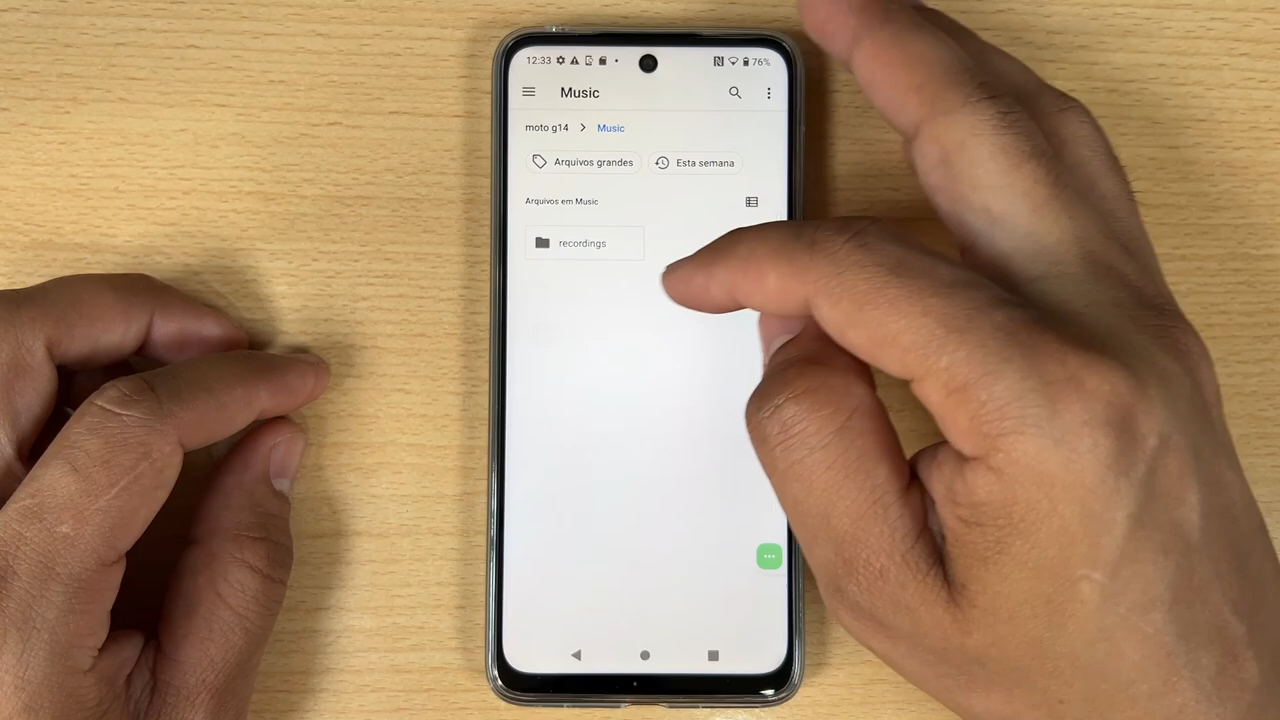 12:33 76%
Music
moto g14 Music
Arquivos grandes Esta semana
Arquivos em Music
recordings